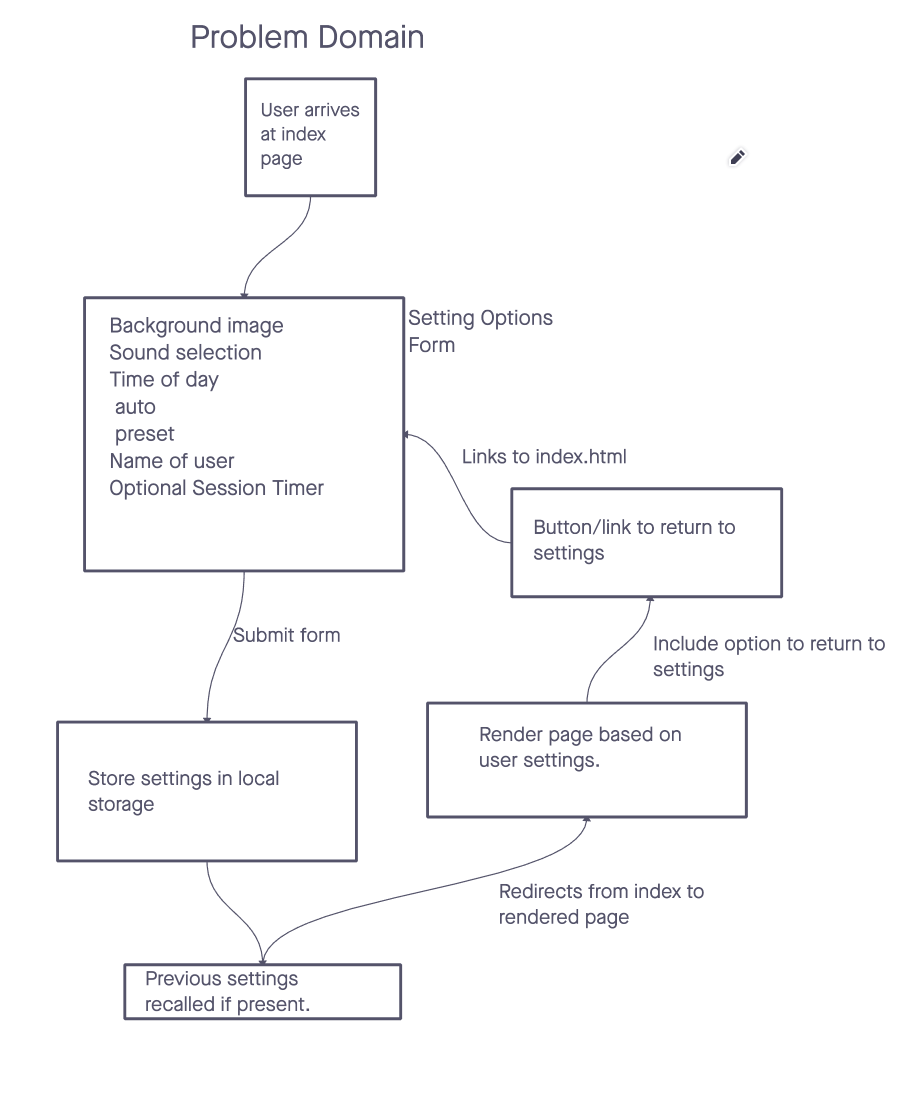 Problem Domain
User arrives
at index
page
Background image
Sound selection
Time of day
auto
preset
Name of user
Optional Session Timer
Setting Options
Form
Links to index.html
Button/link to return to
settings
Submit form
Include option to return to
settings
Store settings in local
storage
Render page based on
user settings.
Redirects from index to
rendered page
Previous settings
recalled if present.